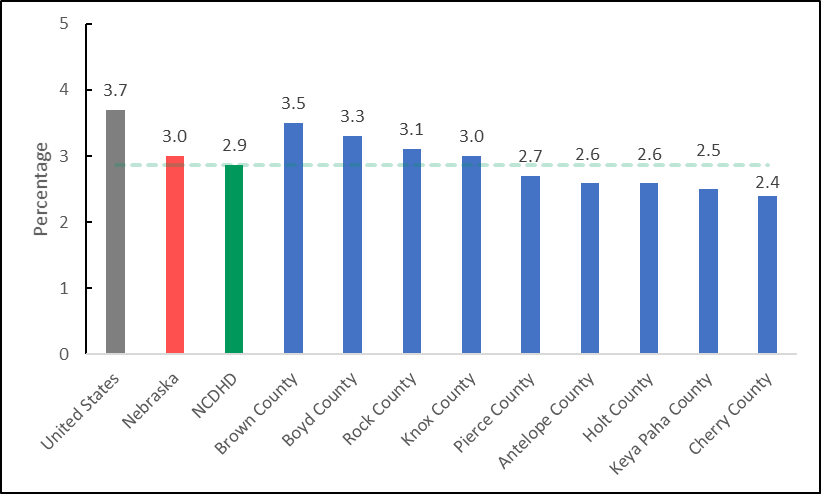 5
4
3
2
1
0
Percentage
3.7
3.0
2.9
3.5
3.3
3.1
3.0
2.7
2.6
2.6
2.5
2.4
United States
Nebraska
NCDHD
Brown County
Boyd County
Rock County
Knox County
Pierce County
Antelope County
Holt County
Keya Paha County
Cherry County